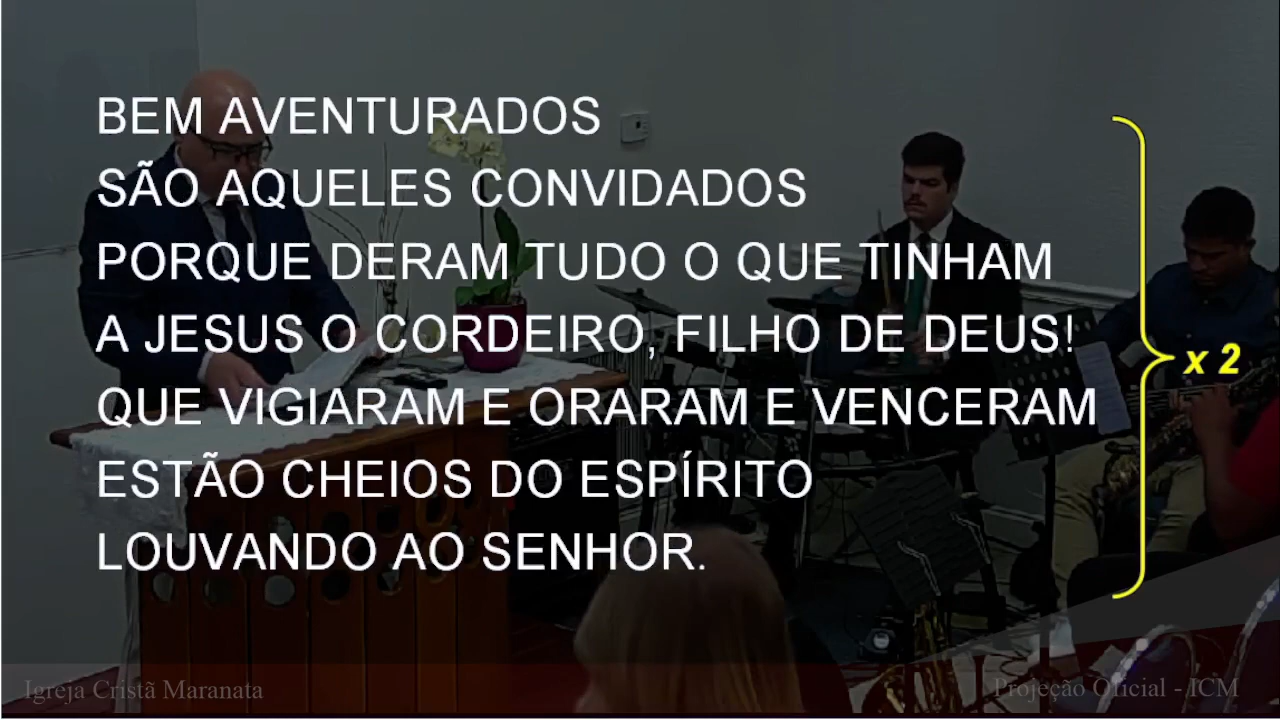 BEM AVENTURADOS
SÃO AQUELES CONVIDADOS
PORQUE DERAM TUDO O QUE TINHAM
A JESUS O CORDEIRO, FILHO DE DEUS!
QUE VIGIARAM E ORARAM E VENCERAM
ESTÃO CHEIOS DO ESPÍRITO
LOUVANDO AO SENHOR.
x 2
Igreja Cristã Maranata
Projeção Oficial - ICM